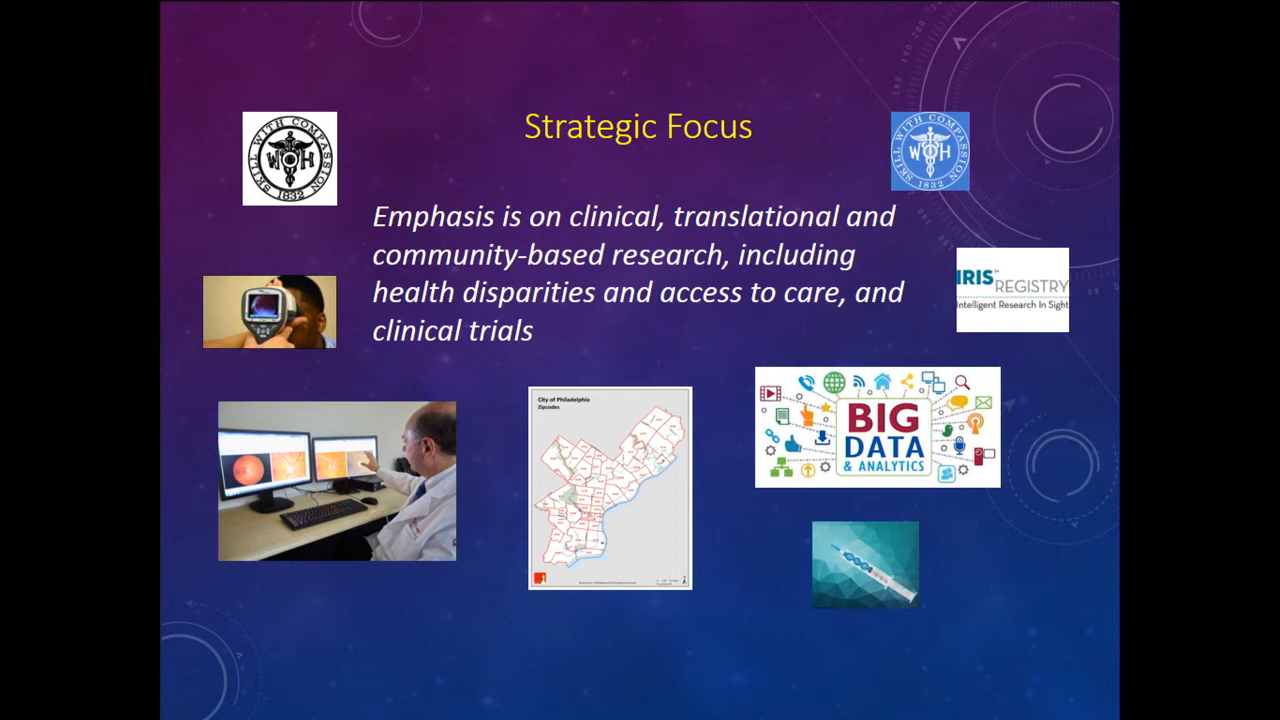 Strategic Focus
SKILL WITH COMPASSION
WOH
1832
SKILL WITH COMPASSION
WH
1832
Emphasis is on clinical, translational and
community-based research, including
health disparities and access to care, and
clinical trials
IRIS REGISTRY
Intelligent Research In Sight
City of Philadelphia
Zipcodes
BIG
DATA
& ANALYTICS